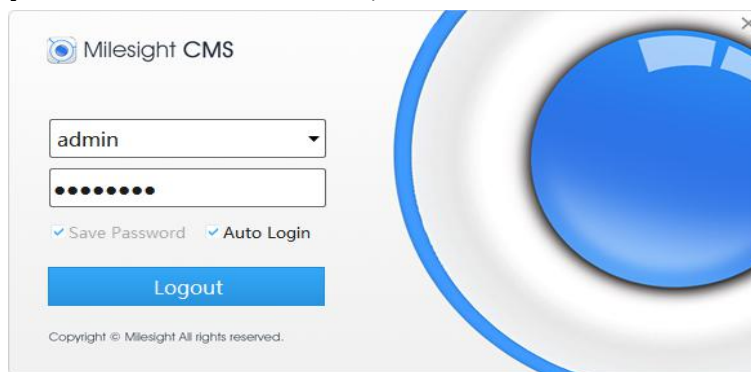 Milesight CMS
admin
••••••••
Save Password Auto Login
Logout
Copyright © Milesight All rights reserved.